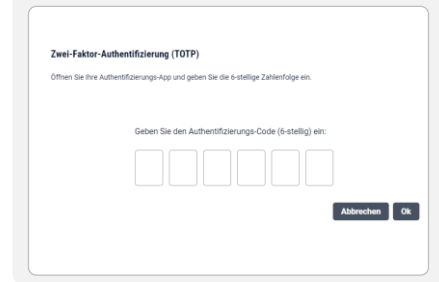 Zwei-Faktor-Authentifizierung (TOTP)
Öffnen Sie Ihre Authentifizierungs-App und geben Sie die 6-stellige Zahlenfolge ein.
Geben Sie den Authentifizierungs-Code (6-stellig) ein:
Abbrechen Ok